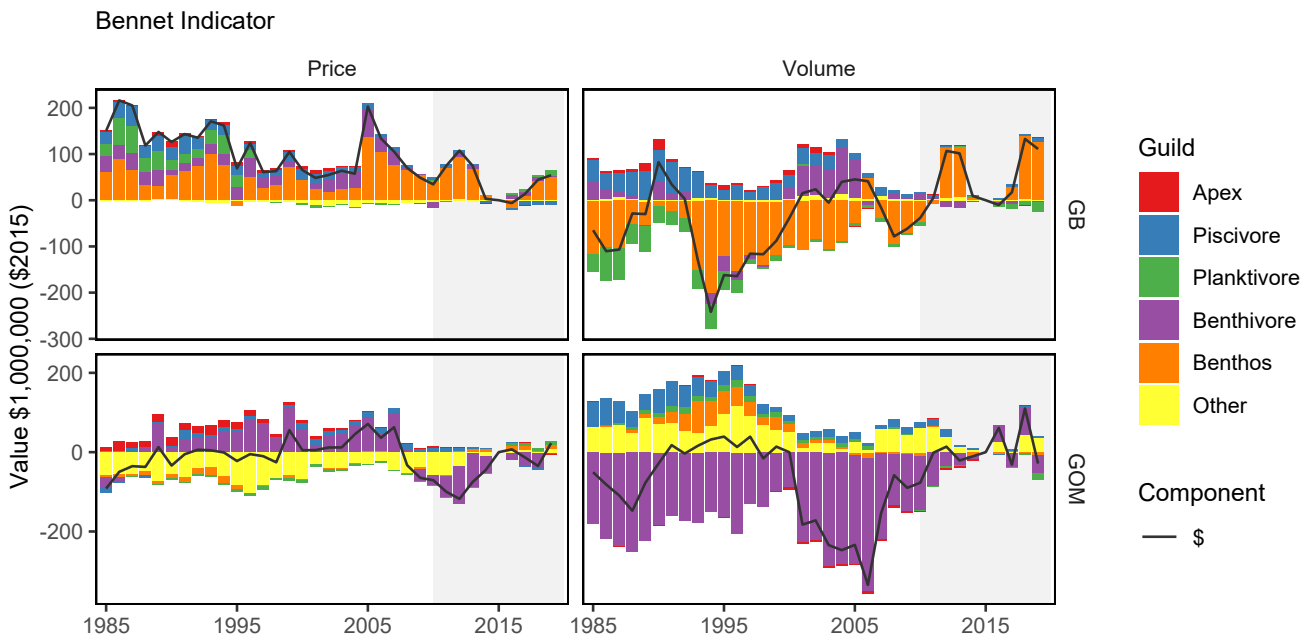 Bennet Indicator
Price
Volume
Value $1,000,000 ($2015)
200
100
0
-100
-200
-300
GB
200
0
-200
GOM
1985
1995
2005
2015
1985
1995
2005
2015
Guild
Apex
Piscivore
Planktivore
Benthivore
Benthos
Other
Component
$